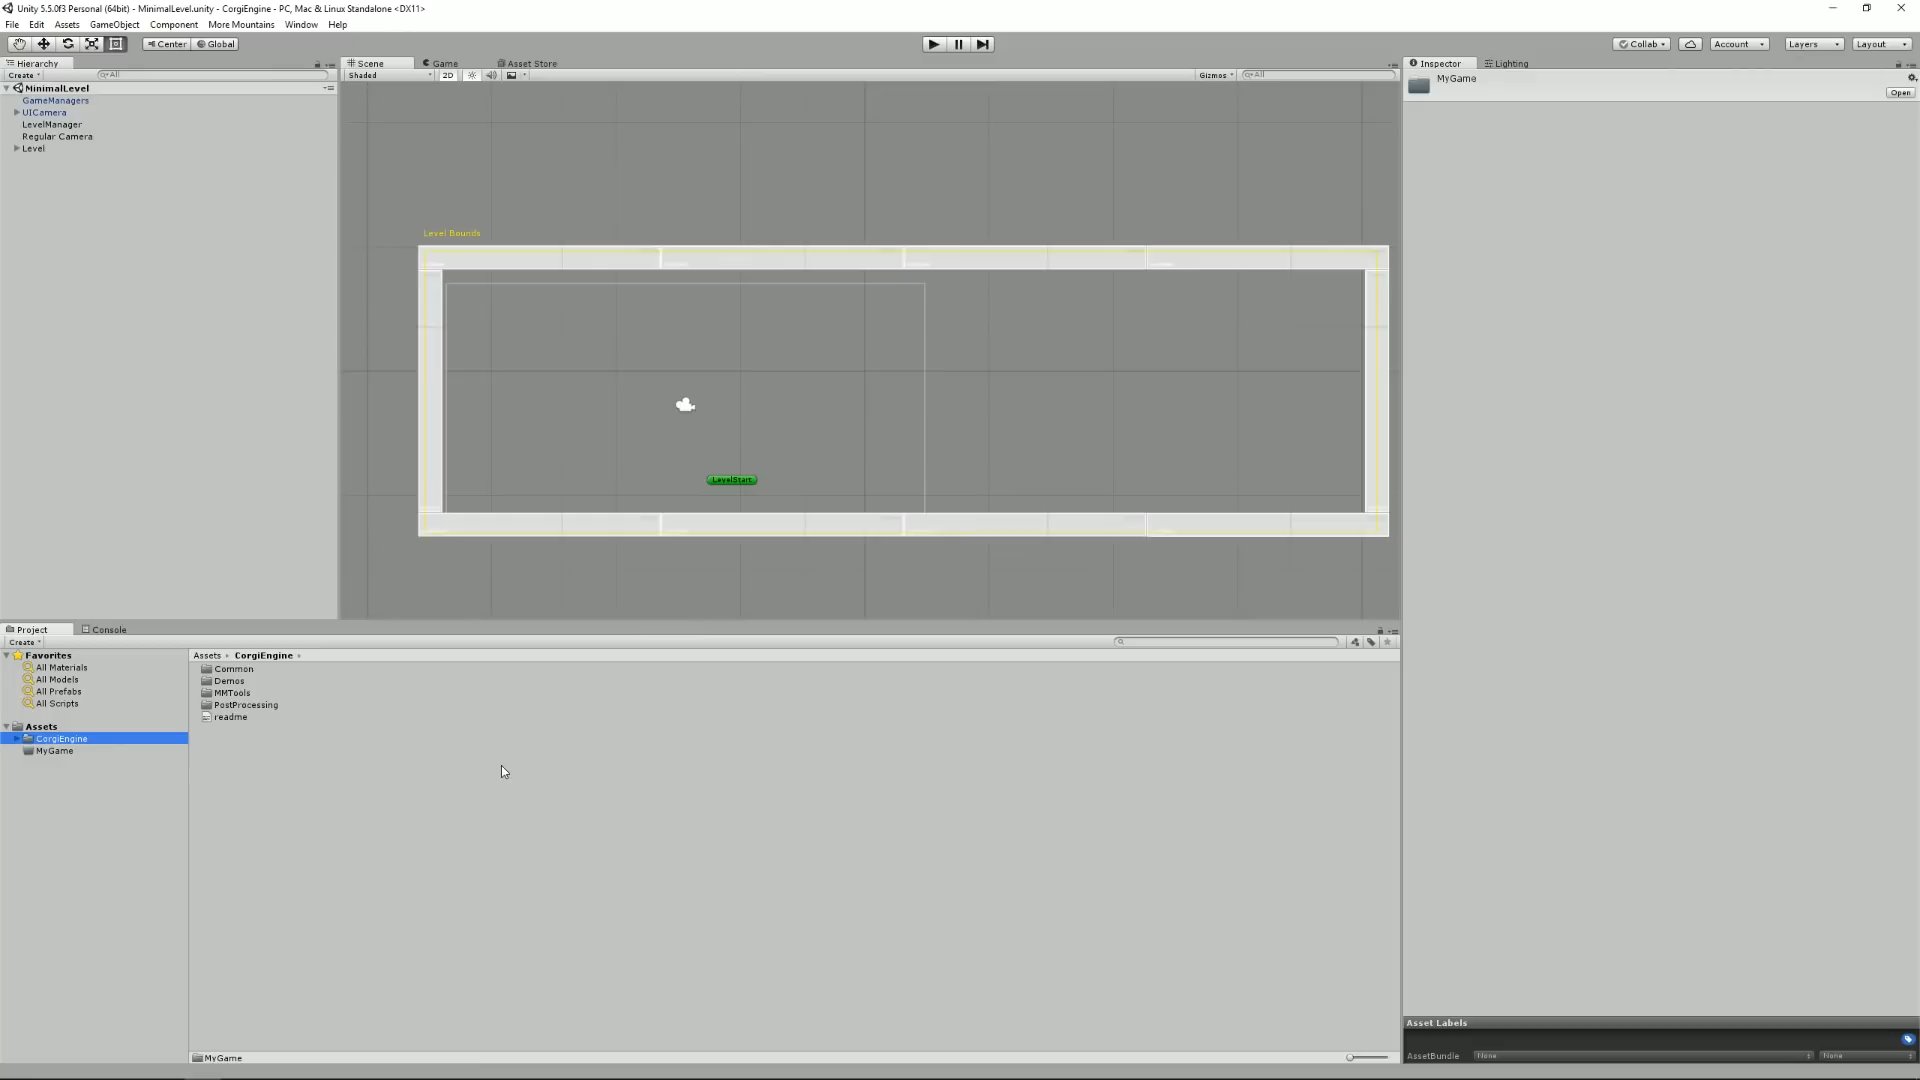 Unity 5.5.0f3 Personal (64bit) - MinimalLevel.unity - CorgiEngine - PC, Mac & Linux Standalone <DX11>
File Edit Assets GameObject Component More Mountains Window Help
Center Global Collab Account Layers Layout
Hierarchy
Create All
MinimalLevel
GameManagers
UICamera
LevelManager
Regular Camera
Level
Scene Game Asset Store
Shaded 2D Gizmos All
Level Bounds
LevelStart
Inspector Lighting
MyGame
Open
Project Console
Create
Favorites
All Materials
All Models
All Prefabs
All Scripts
Assets
CorgiEngine
MyGame
Assets CorgiEngine
Common
Demos
MMTools
PostProcessing
readme
MyGame
Asset Labels
AssetBundle None None